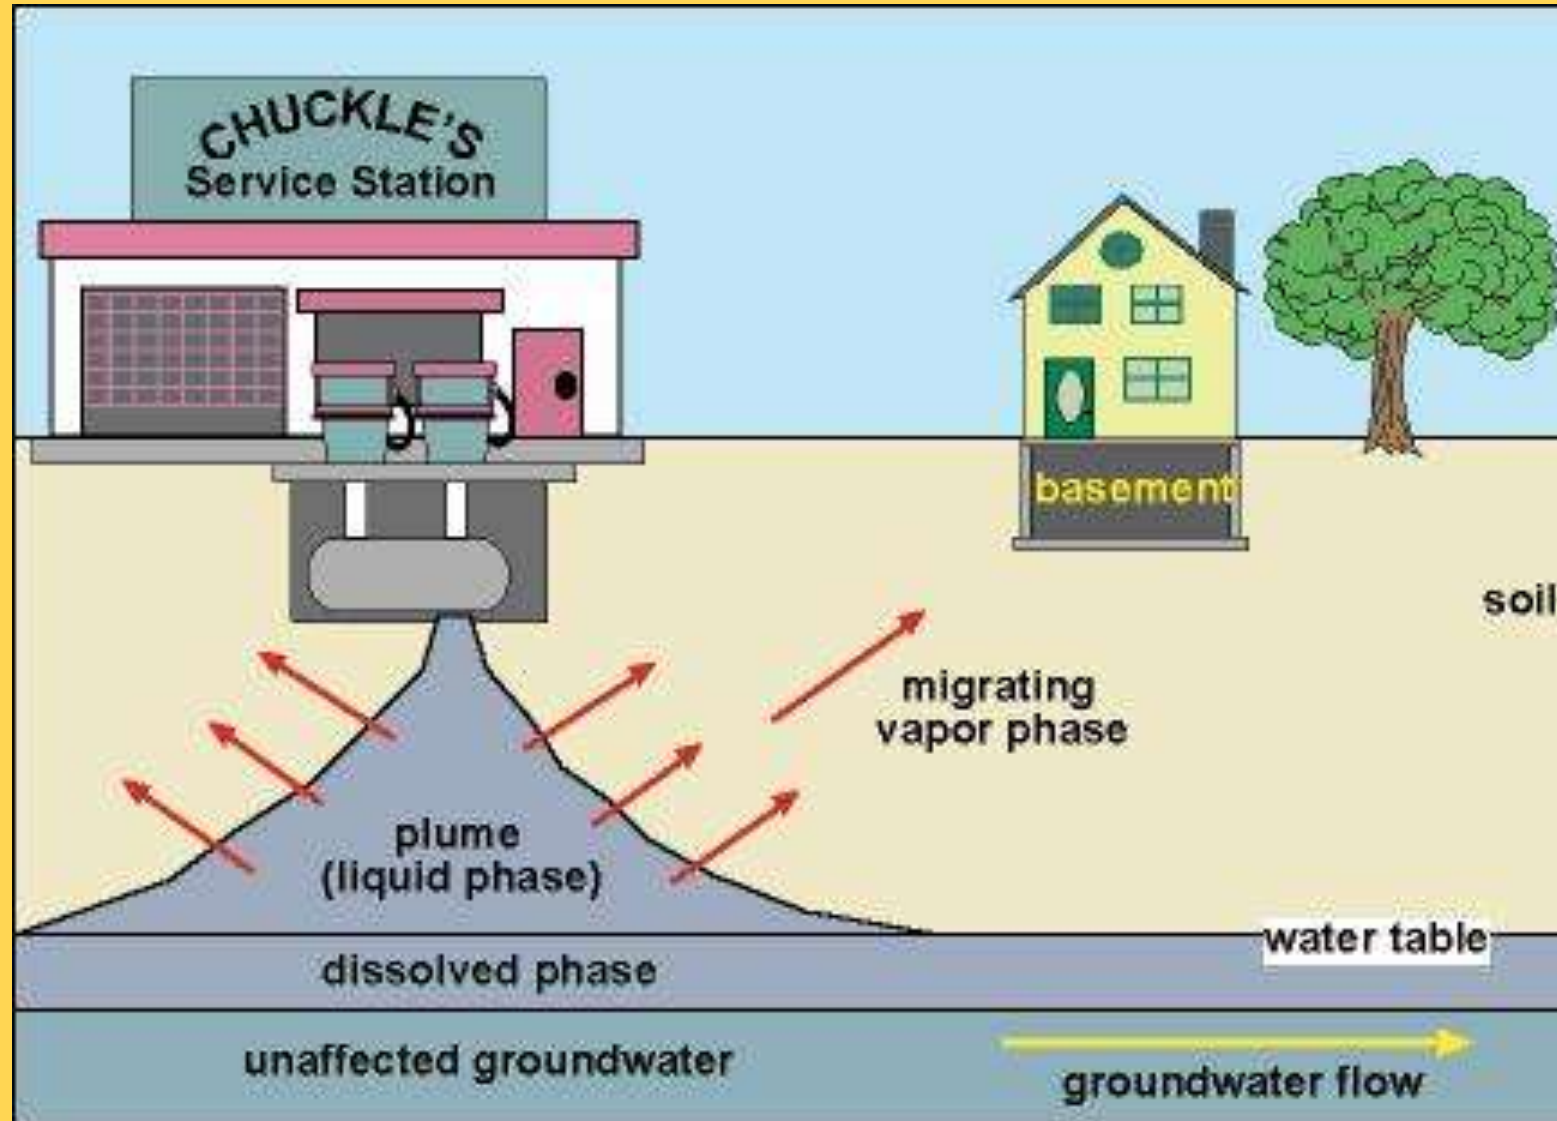 CHUCKLE'S
Service Station
basement
soil
migrating
vapor phase
plume
(liquid phase)
water table
dissolved phase
unaffected groundwater
groundwater flow